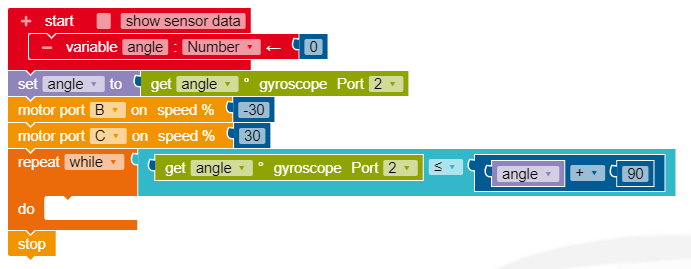 + start show sensor data
− variable angle : Number ← 0
set angle to get angle ° gyroscope Port 2
motor port B on speed % -30
motor port C on speed % 30
repeat while get angle ° gyroscope Port 2 ≤ angle + 90
do
stop